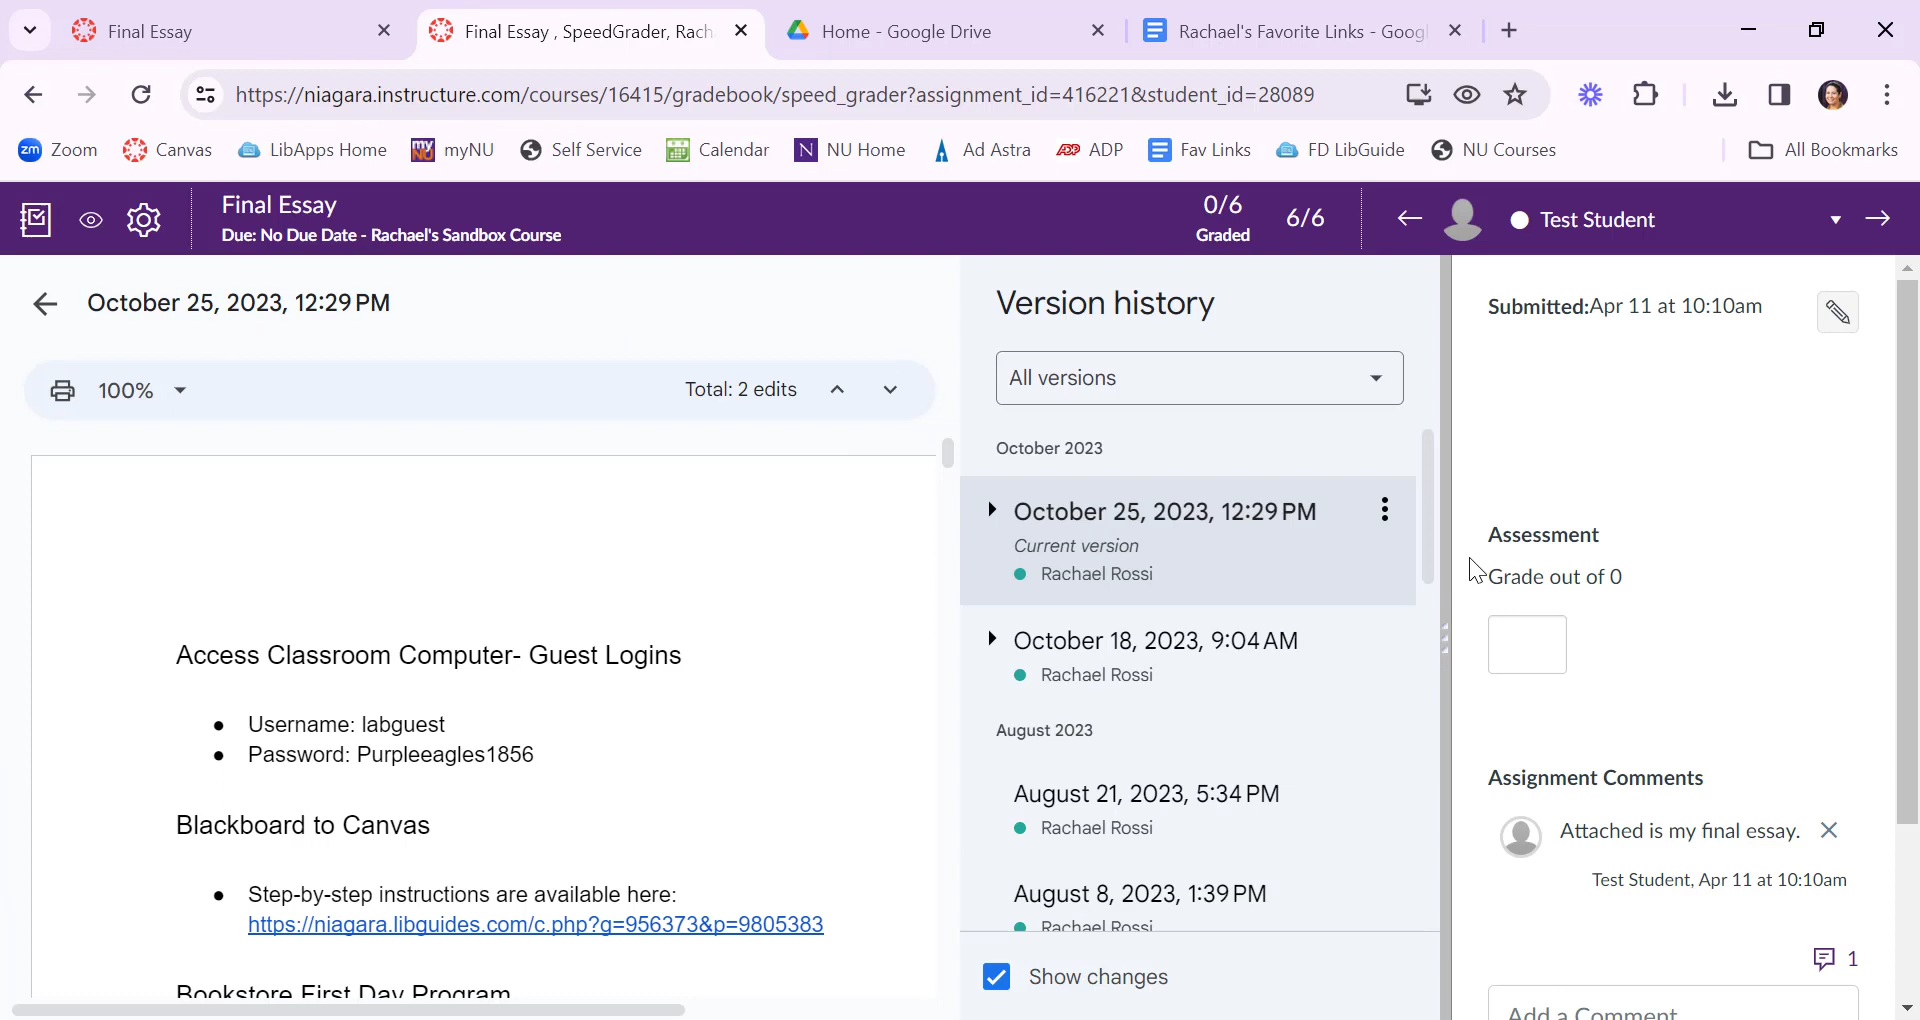 Final Essay
Final Essay , SpeedGrader, Rach
Home - Google Drive
Rachael's Favorite Links - Goog
https://niagara.instructure.com/courses/16415/gradebook/speed_grader?assignment_id=416221&student_id=28089
zm Zoom
Canvas
LibApps Home
myNU
Self Service
Calendar
N NU Home
Ad Astra
ADP ADP
Fav Links
FD LibGuide
NU Courses
All Bookmarks
Final Essay
Due: No Due Date - Rachael's Sandbox Course
0/6
Graded
6/6
Test Student
October 25, 2023, 12:29 PM
100%
Total: 2 edits
Access Classroom Computer- Guest Logins
● Username: labguest
● Password: Purpleeagles1856
Blackboard to Canvas
● Step-by-step instructions are available here:
https://niagara.libguides.com/c.php?g=956373&p=9805383
Bookstore First Day Program
Version history
All versions
October 2023
October 25, 2023, 12:29 PM
Current version
Rachael Rossi
October 18, 2023, 9:04 AM
Rachael Rossi
August 2023
August 21, 2023, 5:34 PM
Rachael Rossi
August 8, 2023, 1:39 PM
Rachael Rossi
Show changes
Submitted:Apr 11 at 10:10am
Assessment
Grade out of 0
Assignment Comments
Attached is my final essay.
Test Student, Apr 11 at 10:10am
1
Add a Comment